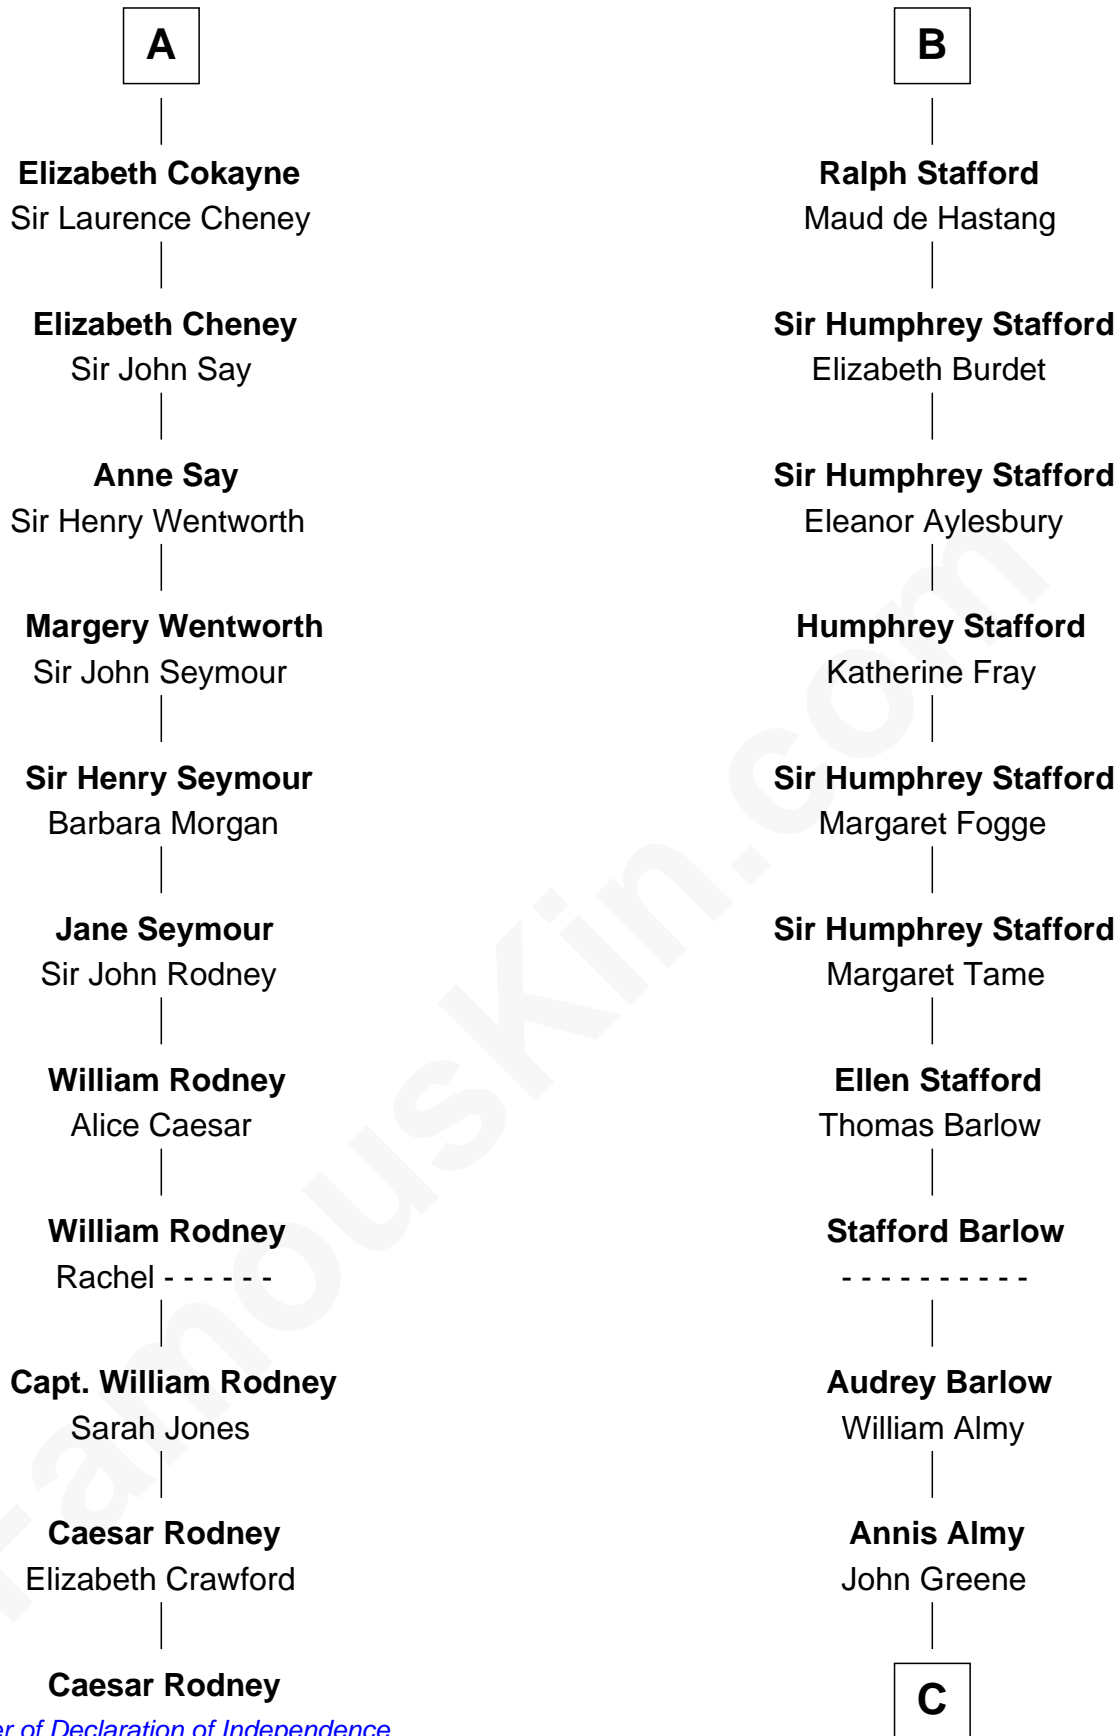 A
Elizabeth Cokayne
Sir Laurence Cheney
Elizabeth Cheney
Sir John Say
Anne Say
Sir Henry Wentworth
Margery Wentworth
Sir John Seymour
Sir Henry Seymour
Barbara Morgan
Jane Seymour
Sir John Rodney
William Rodney
Alice Caesar
William Rodney
Rachel - - - - - -
Capt. William Rodney
Sarah Jones
Caesar Rodney
Elizabeth Crawford
Caesar Rodney
of Declaration of Independence
B
Ralph Stafford
Maud de Hastang
Sir Humphrey Stafford
Elizabeth Burdet
Sir Humphrey Stafford
Eleanor Aylesbury
Humphrey Stafford
Katherine Fray
Sir Humphrey Stafford
Margaret Fogge
Sir Humphrey Stafford
Margaret Tame
Ellen Stafford
Thomas Barlow
Stafford Barlow
- - - - - - - - - -
Audrey Barlow
William Almy
Annis Almy
John Greene
C
FamousKin.com